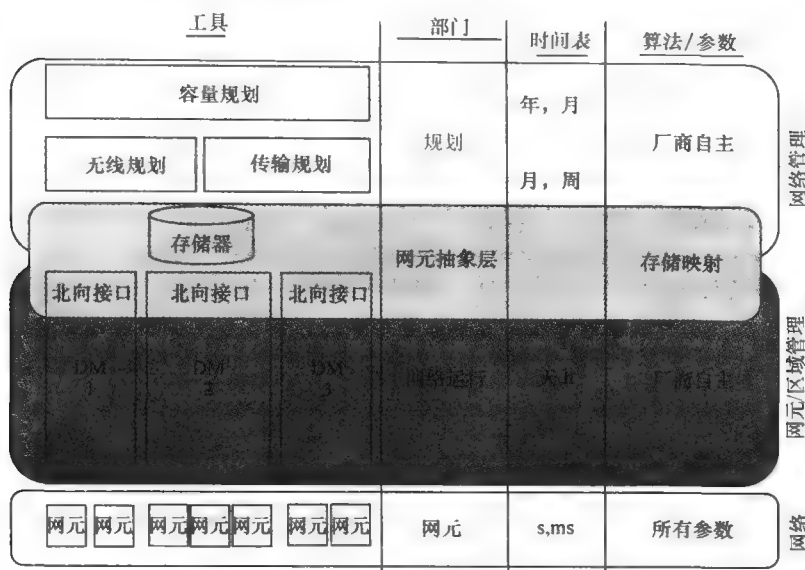 工具 部门 时间表 算法/参数
容量规划
年，月
无线规划 传输规划 规划 厂商自主
月，周
网络管理
存储器
网元抽象层 存储映射
北向接口 北向接口 北向接口
DM 1 DM 2 DM 3 网络运行 天,h 厂商自主
网元/区域管理
网元 网元 网元 网元 网元 网元 网元 网元 s,ms 所有参数
网络